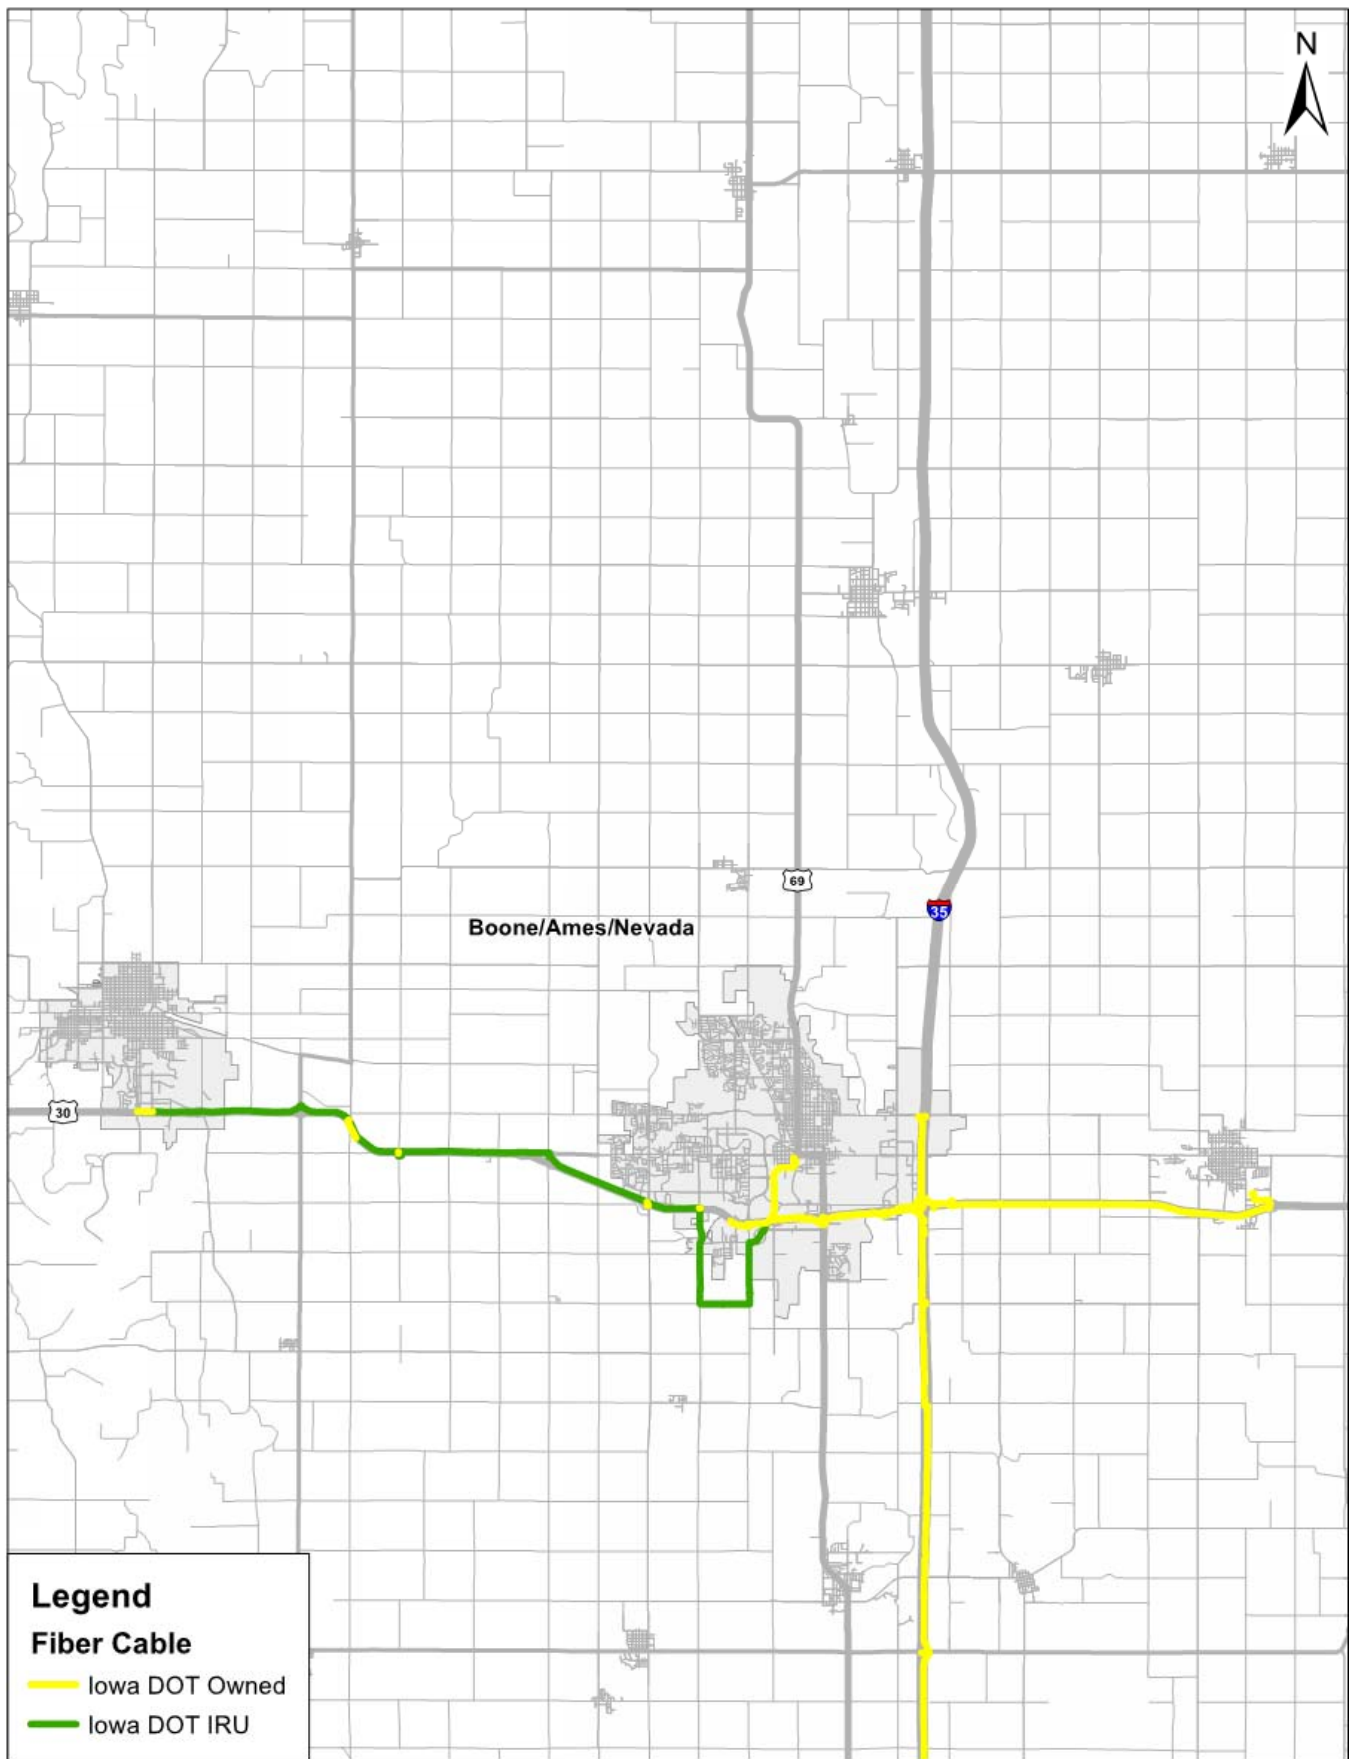 N
69
35
Boone/Ames/Nevada
30
Legend
Fiber Cable
Iowa DOT Owned
Iowa DOT IRU